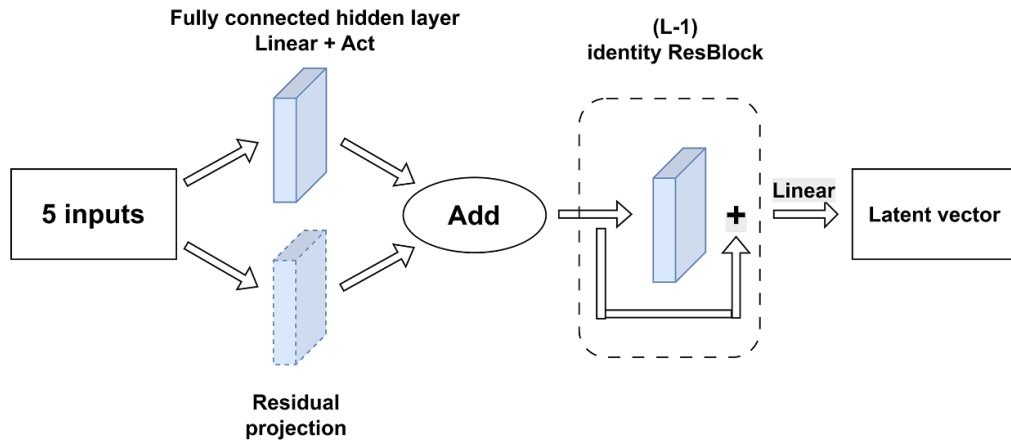 Fully connected hidden layer
Linear + Act
(L-1)
identity ResBlock
5 inputs
Add
+
Linear
Latent vector
Residual
projection